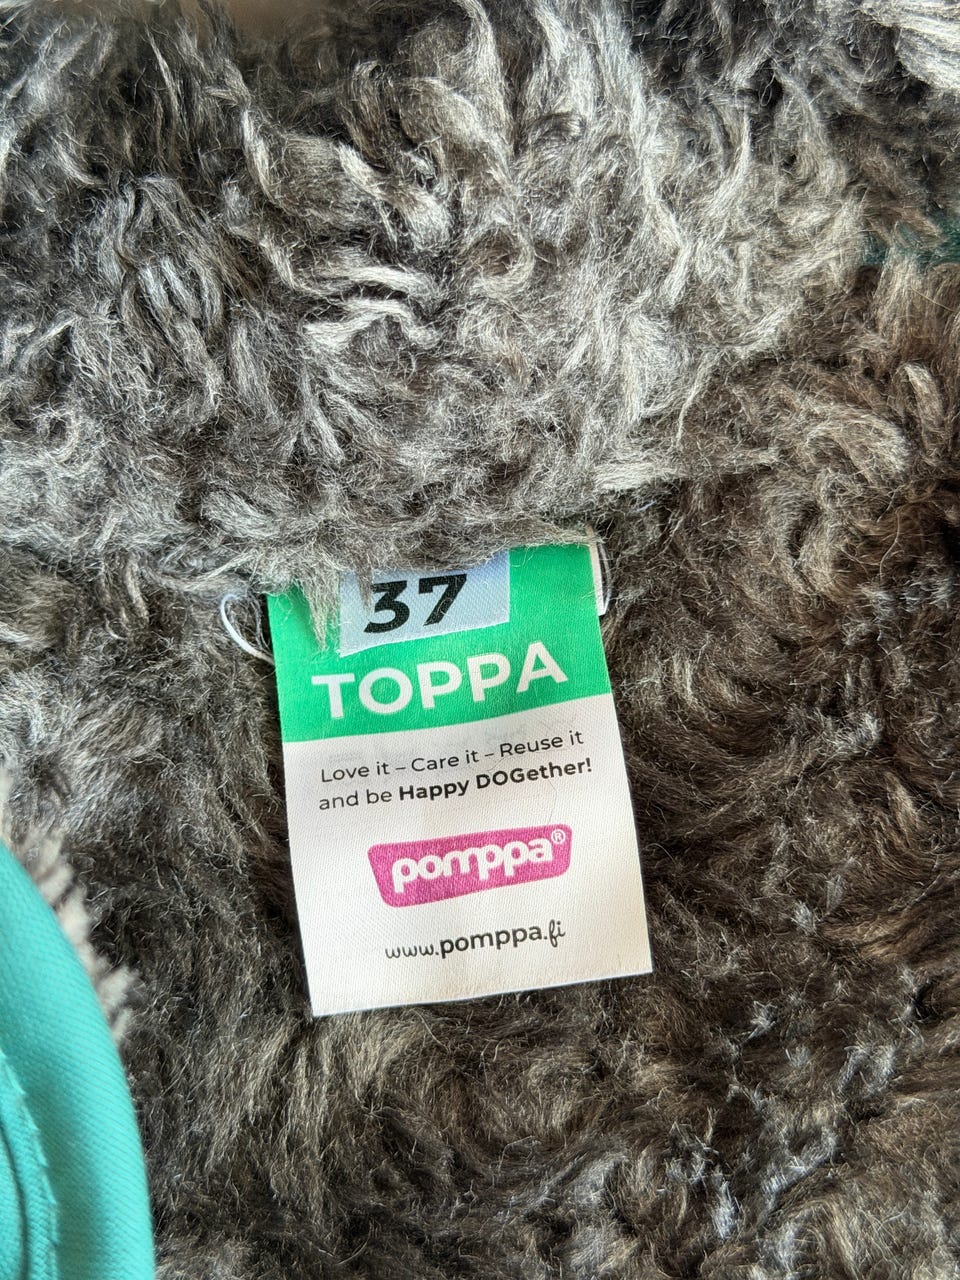 37
TOPPA
Love it – Care it – Reuse it
and be Happy DOGether!
pomppa®
www.pomppa.fi